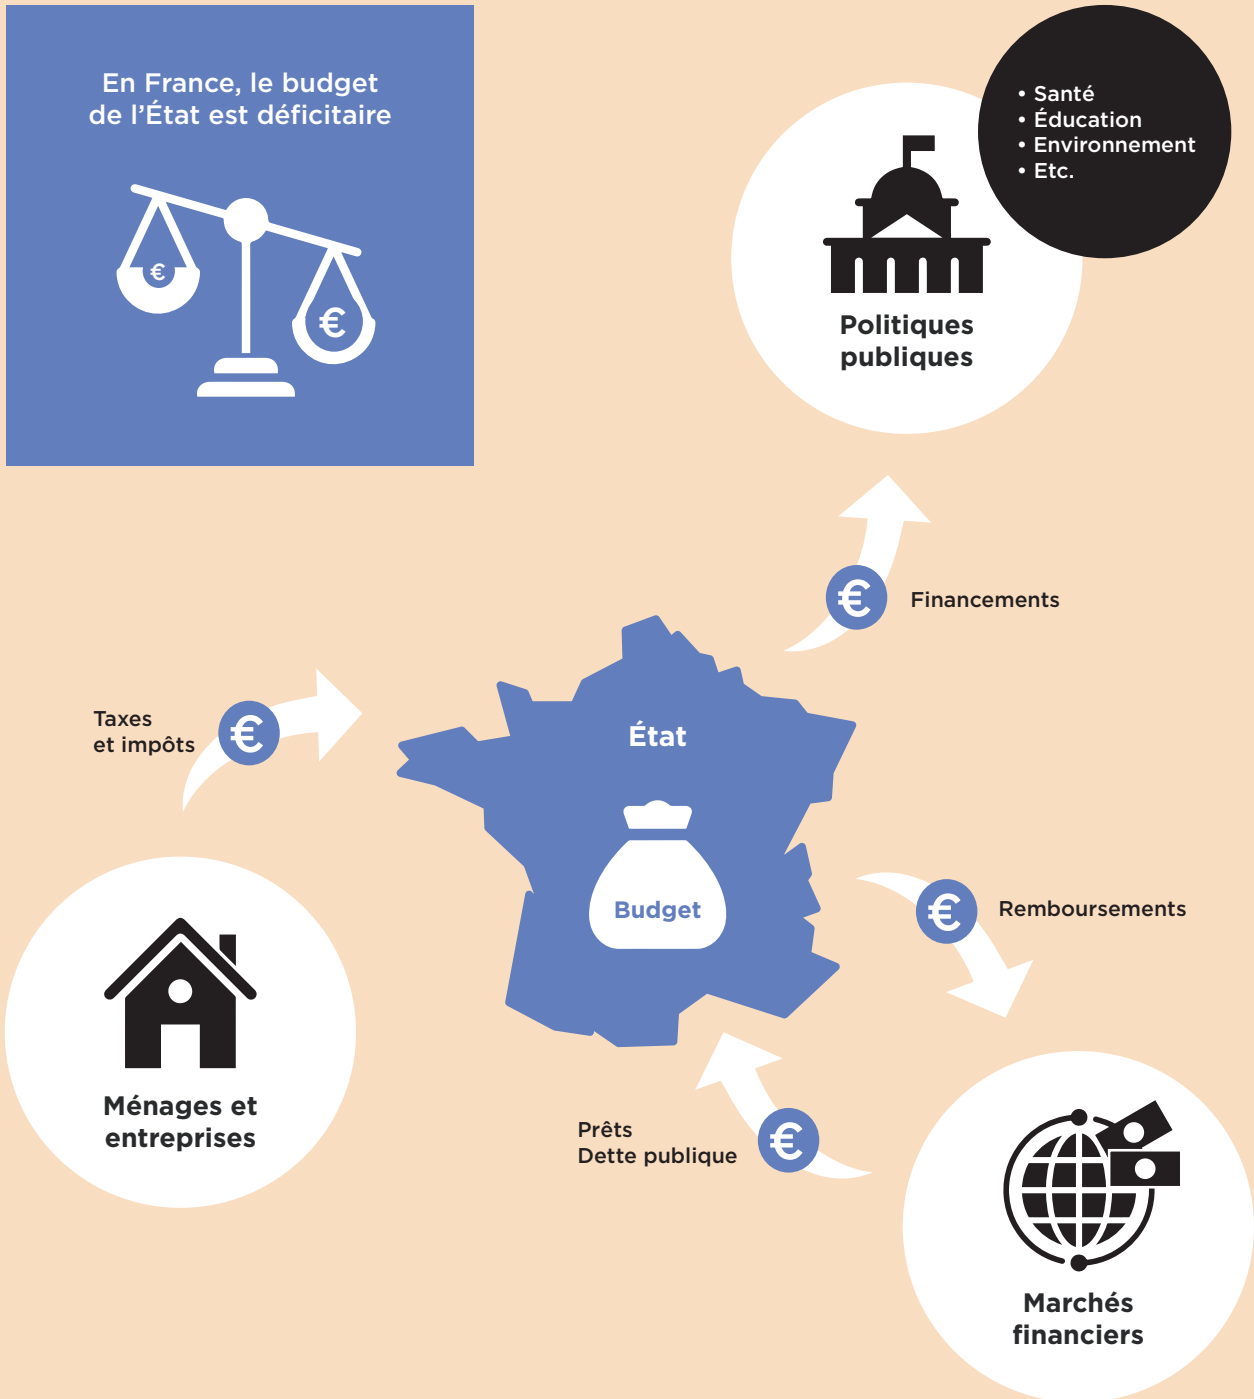 En France, le budget
de l’État est déficitaire
€
€
• Santé
• Éducation
• Environnement
• Etc.
Politiques
publiques
€
Financements
Taxes
et impôts
€
État
Budget
€
Remboursements
Ménages et
entreprises
Prêts
Dette publique
€
Marchés
financiers